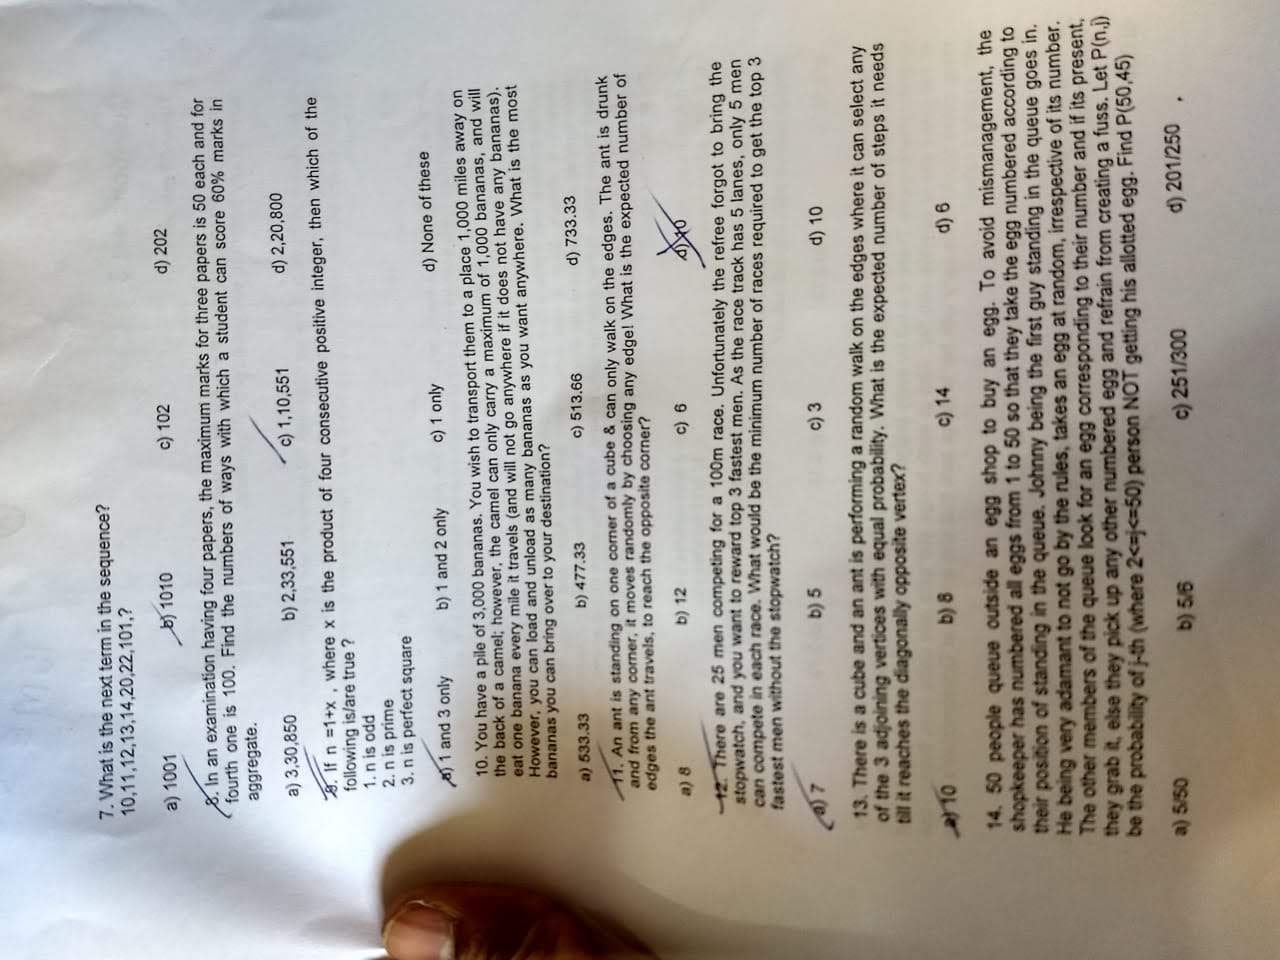 7. What is the next term in the sequence?
10,11,12,13,14,20,22,101,?
a) 1001 b) 1010 c) 102 d) 202
8. In an examination having four papers, the maximum marks for three papers is 50 each and for
fourth one is 100. Find the numbers of ways with which a student can score 60% marks in
aggregate.
a) 3,30,850 b) 2,33,551 c) 1,10,551 d) 2,20,800
9. If n =1+x , where x is the product of four consecutive positive integer, then which of the
following is/are true ?
1. n is odd
2. n is prime
3. n is perfect square
a) 1 and 3 only b) 1 and 2 only c) 1 only d) None of these
10. You have a pile of 3,000 bananas. You wish to transport them to a place 1,000 miles away on
the back of a camel; however, the camel can only carry a maximum of 1,000 bananas, and will
eat one banana every mile it travels (and will not go anywhere if it does not have any bananas).
However, you can load and unload as many bananas as you want anywhere. What is the most
bananas you can bring over to your destination?
a) 533.33 b) 477.33 c) 513.66 d) 733.33
11. An ant is standing on one corner of a cube & can only walk on the edges. The ant is drunk
and from any corner, it moves randomly by choosing any edge! What is the expected number of
edges the ant travels, to reach the opposite corner?
a) 8 b) 12 c) 6 d) 10
12. There are 25 men competing for a 100m race. Unfortunately the refree forgot to bring the
stopwatch, and you want to reward top 3 fastest men. As the race track has 5 lanes, only 5 men
can compete in each race. What would be the minimum number of races required to get the top 3
fastest men without the stopwatch?
a) 7 b) 5 c) 3 d) 10
13. There is a cube and an ant is performing a random walk on the edges where it can select any
of the 3 adjoining vertices with equal probability. What is the expected number of steps it needs
till it reaches the diagonally opposite vertex?
a) 10 b) 8 c) 14 d) 6
14. 50 people queue outside an egg shop to buy an egg. To avoid mismanagement, the
shopkeeper has numbered all eggs from 1 to 50 so that they take the egg numbered according to
their position of standing in the queue. Johnny being the first guy standing in the queue goes in.
He being very adamant to not go by the rules, takes an egg at random, irrespective of its number.
The other members of the queue look for an egg corresponding to their number and if its present,
they grab it, else they pick up any other numbered egg and refrain from creating a fuss. Let P(n,j)
be the probability of j-th (where 2<=j<=50) person NOT getting his allotted egg. Find P(50,45)
a) 5/50 b) 5/6 c) 251/300 d) 201/250